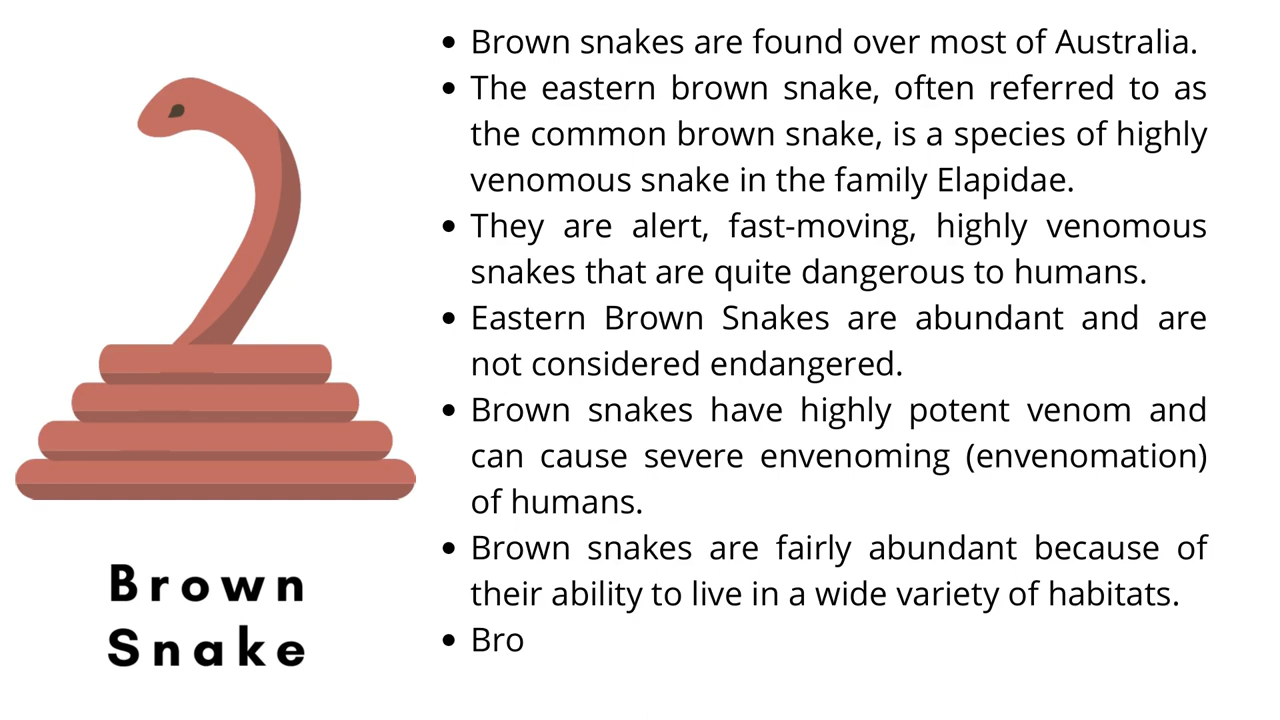 • Brown snakes are found over most of Australia.
• The eastern brown snake, often referred to as
the common brown snake, is a species of highly
venomous snake in the family Elapidae.
• They are alert, fast-moving, highly venomous
snakes that are quite dangerous to humans.
• Eastern Brown Snakes are abundant and are
not considered endangered.
• Brown snakes have highly potent venom and
can cause severe envenoming (envenomation)
of humans.
• Brown snakes are fairly abundant because of
their ability to live in a wide variety of habitats.
• Bro
Brown
Snake